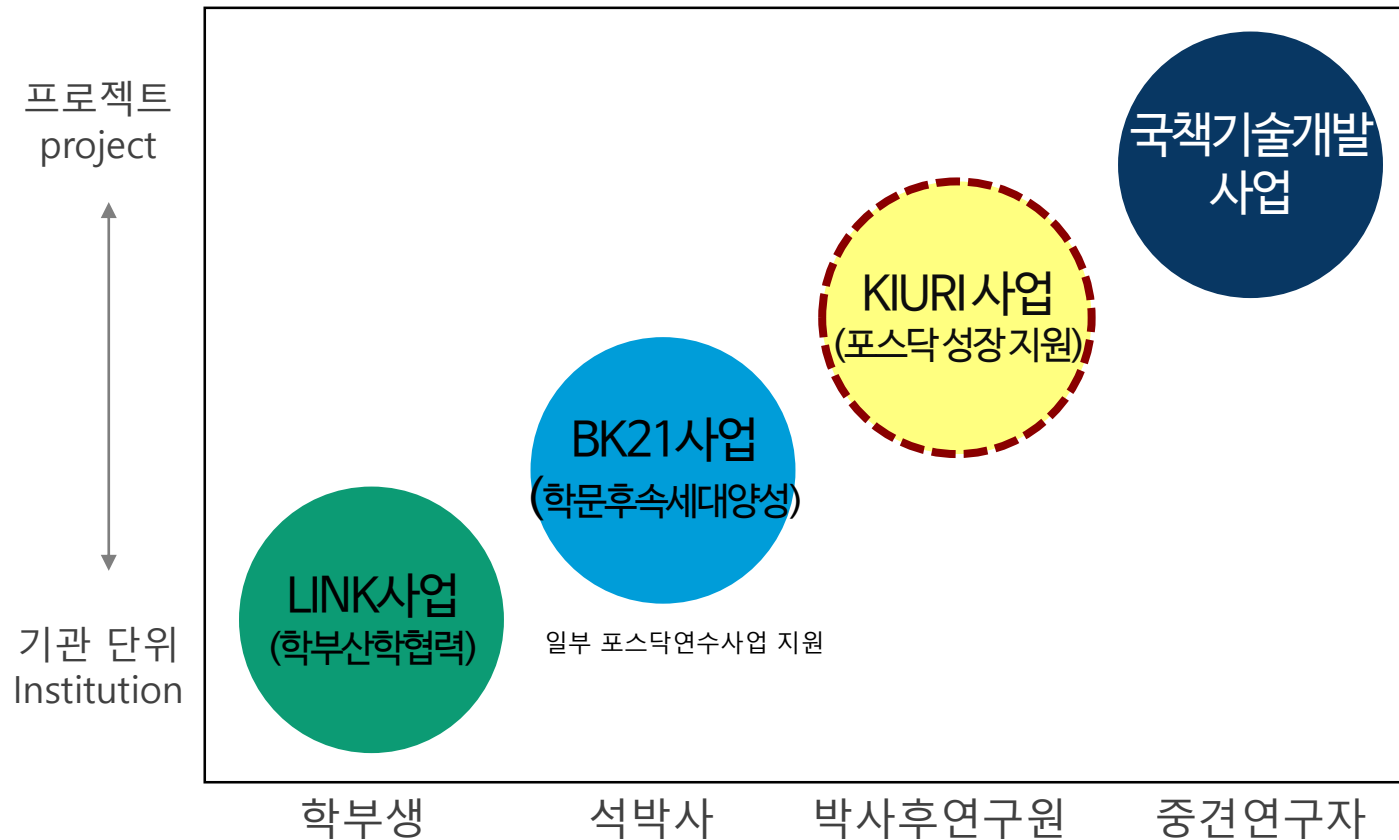 프로젝트
project
기관 단위
Institution
국책기술개발
사업
KIURI 사업
(포스닥 성장 지원)
BK21사업
(학문후속세대양성)
일부 포스닥연수사업 지원
LINK사업
(학부산학협력)
학부생
석박사
박사후연구원
중견연구자